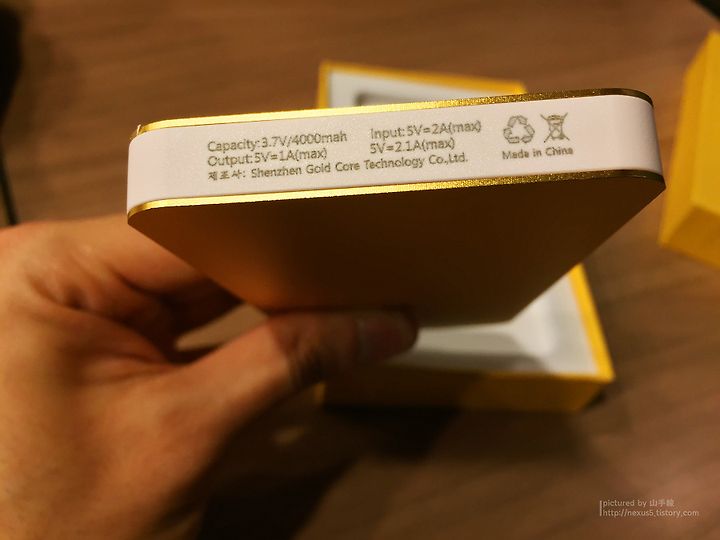 Capacity:3.7V/4000mah Input:5V=2A(max)
Output:5V=1A(max) 5V=2.1A(max)
제조사: Shenzhen Gold Core Technology Co.,Ltd.
Made in China
pictured by 山手線
http://nexus5.tistory.com